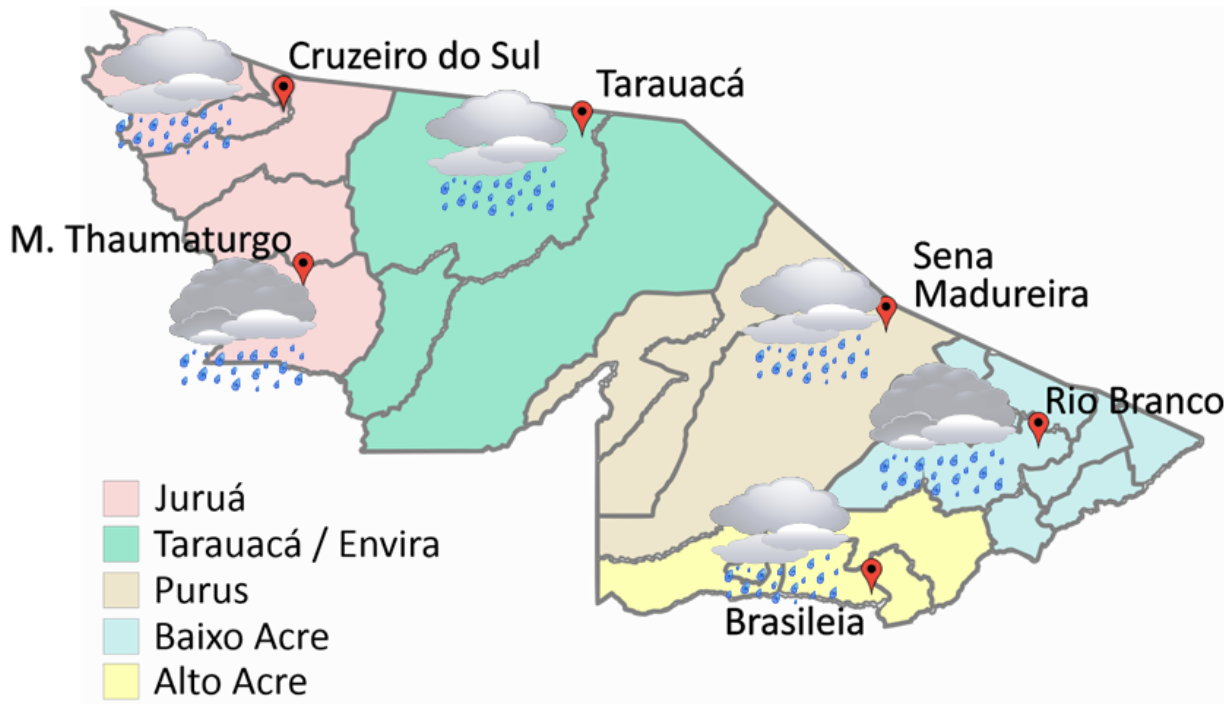 Cruzeiro do Sul
Tarauacá
M. Thaumaturgo
Sena
Madureira
Rio Branco
Brasileia
Juruá
Tarauacá / Envira
Purus
Baixo Acre
Alto Acre